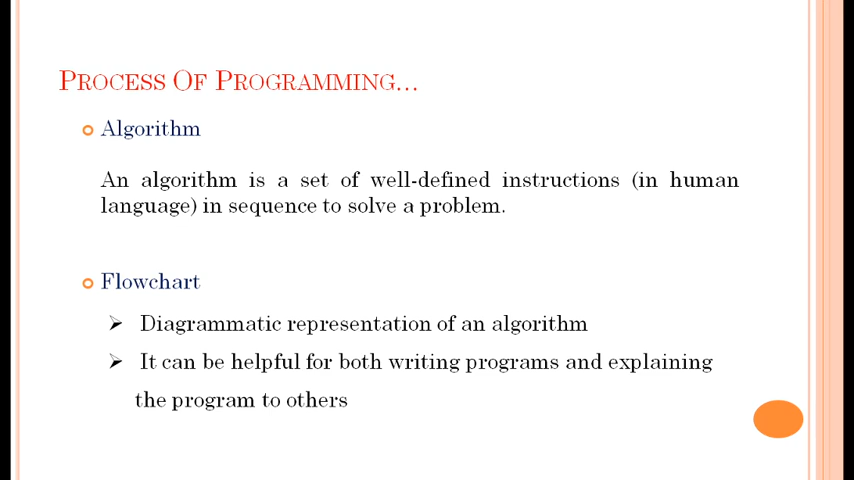 PROCESS OF PROGRAMMING...
Algorithm
An algorithm is a set of well-defined instructions (in human
language) in sequence to solve a problem.
Flowchart
Diagrammatic representation of an algorithm
It can be helpful for both writing programs and explaining
the program to others